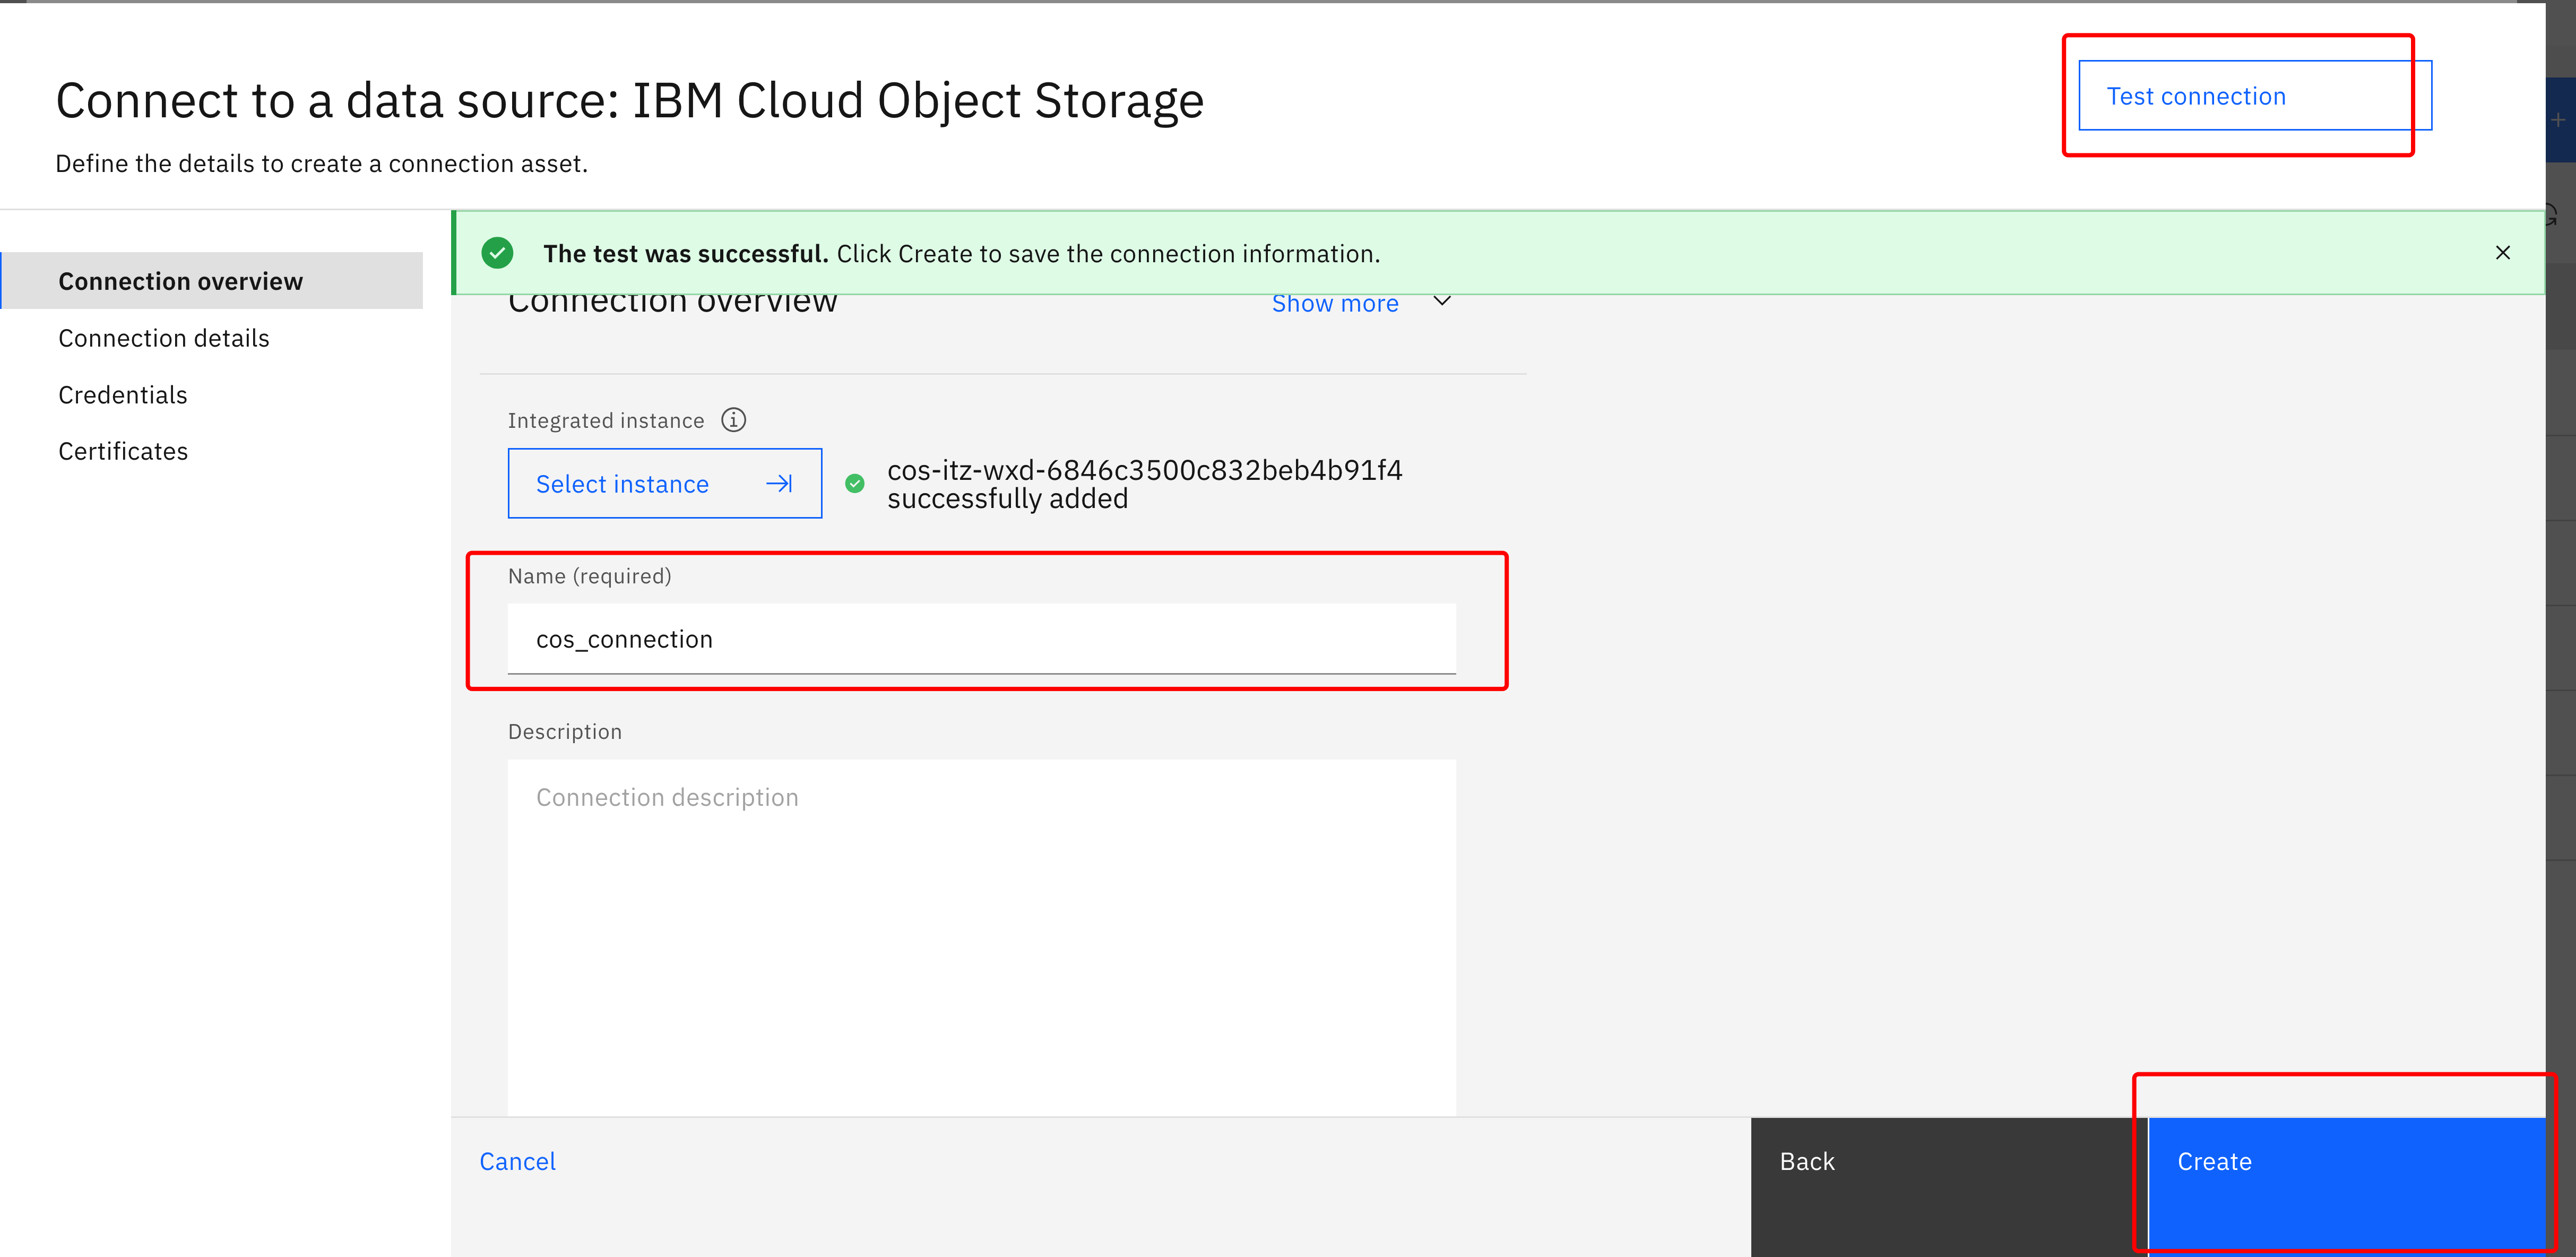 Connect to a data source: IBM Cloud Object Storage
Test connection
Define the details to create a connection asset.
The test was successful. Click Create to save the connection information.
Connection overview
Connection details
Credentials
Certificates
Connection overview
Show more
Integrated instance
Select instance
cos-itz-wxd-6846c3500c832beb4b91f4
successfully added
Name (required)
cos_connection
Description
Connection description
Cancel
Back
Create